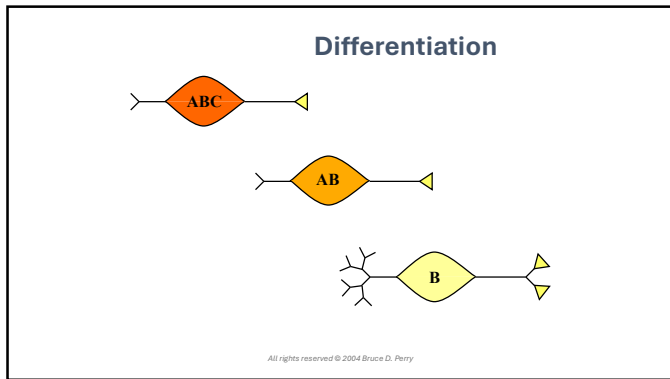 Differentiation
ABC
AB
B
All rights reserved © 2004 Bruce D. Perry